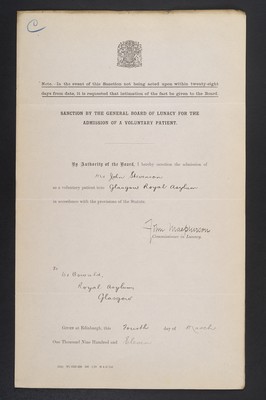 C
Note.—In the event of this Sanction not being acted upon within twenty-eight
days from date, it is requested that intimation of the fact be given to the Board.
SANCTION BY THE GENERAL BOARD OF LUNACY FOR THE
ADMISSION OF A VOLUNTARY PATIENT.
By Authority of the Board, I hereby sanction the admission of
John
as a voluntary patient into Glasgow Royal Asylum
in accordance with the provisions of the Statute.
John Macpherson
Commissioner in Lunacy.
To
Dr Oswald,
Royal Asylum
Glasgow
Given at Edinburgh this Fourth day of March
One Thousand Nine Hundred and Eleven